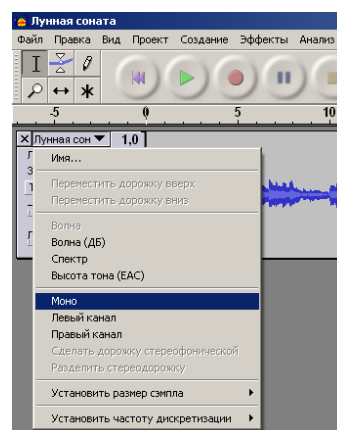 Лунная соната
Файл Правка Вид Проект Создание Эффекты Анализ
-5 0 5 10
Лунная сон 1,0
Имя...
Переместить дорожку вверх
Переместить дорожку вниз
Волна
Волна (ДБ)
Спектр
Высота тона (EAC)
Моно
Левый канал
Правый канал
Сделать дорожку стереофонической
Разделить стереодорожку
Установить размер сэмпла
Установить частоту дискретизации